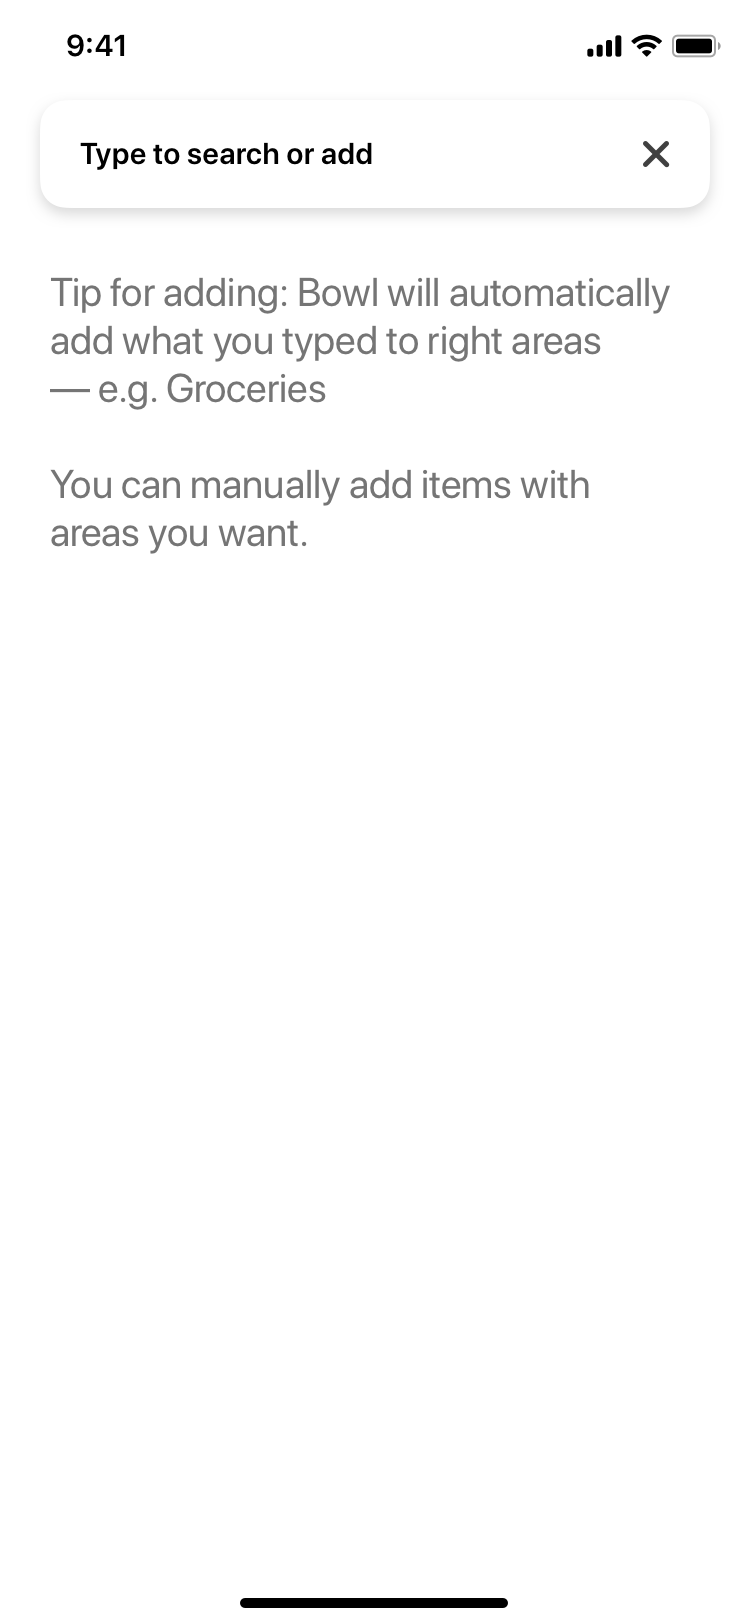 9:41
Type to search or add
Tip for adding: Bowl will automatically
add what you typed to right areas
— e.g. Groceries
You can manually add items with
areas you want.